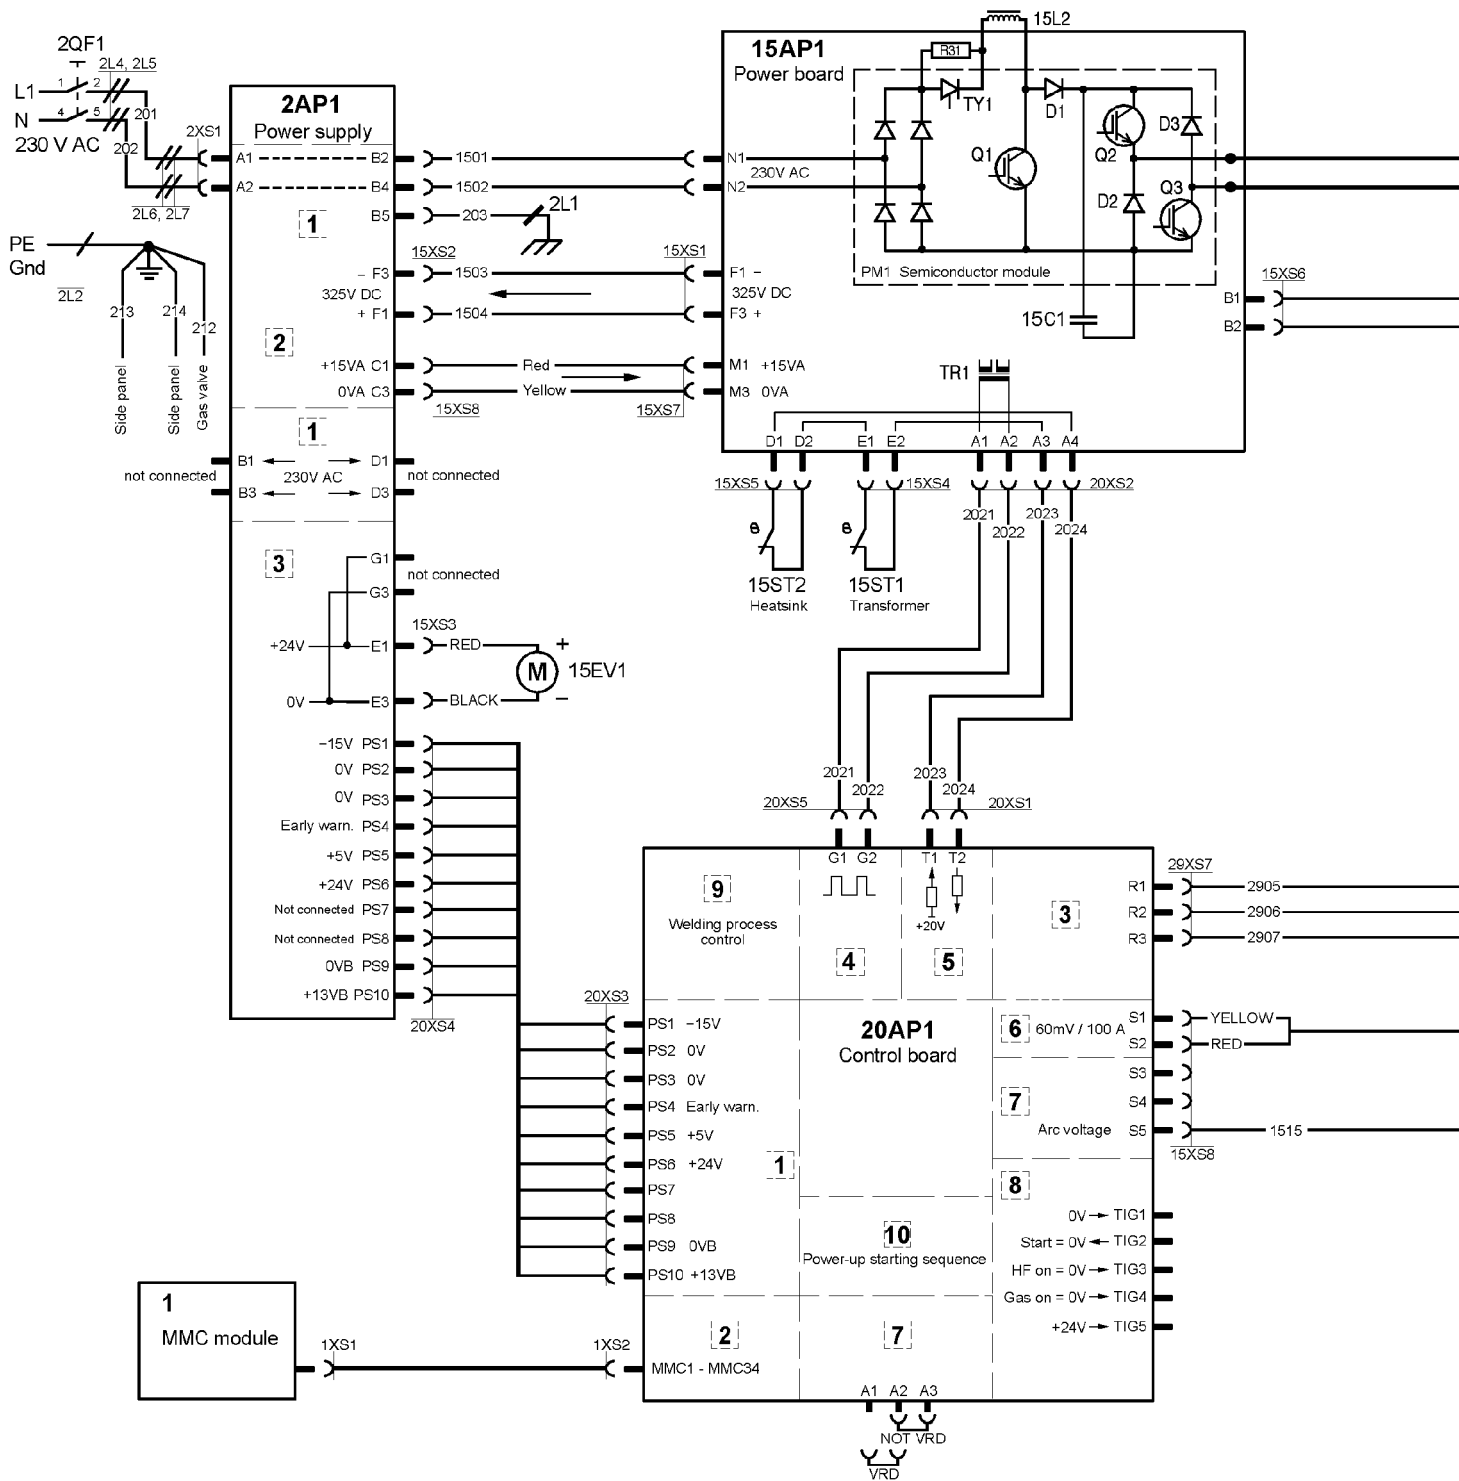 2QF1
2L4, 2L5
L1
1
2
N
4
5
201
202
230 V AC
2XS1
2L6, 2L7
PE
Gnd
2L2
213
214
212
Side panel
Side panel
Gas valve
2AP1
Power supply
A1
B2
1501
A2
B4
1502
B5
203
2L1
1
15XS2
15XS1
– F3
1503
325V DC
+ F1
1504
2
+15VA C1
Red
0VA C3
Yellow
15XS8
15XS7
1
B1
D1
not connected
230V AC
not connected
B3
D3
3
G1
not connected
G3
15XS3
+24V
E1
RED
+
M
15EV1
0V
E3
BLACK
–
–15V PS1
0V PS2
0V PS3
Early warn. PS4
+5V PS5
+24V PS6
Not connected PS7
Not connected PS8
0VB PS9
+13VB PS10
20XS4
15L2
15AP1
Power board
R31
TY1
D1
Q1
Q2
D3
D2
Q3
N1
230V AC
N2
PM1 Semiconductor module
F1 –
325V DC
F3 +
15C1
15XS6
B1
B2
M1 +15VA
M3 0VA
TR1
D1
D2
E1
E2
A1
A2
A3
A4
15XS5
15XS4
20XS2
2021
2022
2023
2024
θ
θ
15ST2
Heatsink
15ST1
Transformer
2021
2022
2023
2024
20XS5
20XS1
G1
G2
T1
T2
9
Welding process
control
4
+20V
5
3
29XS7
R1
2905
R2
2906
R3
2907
20XS3
20AP1
Control board
6
60mV / 100 A
S1
YELLOW
S2
RED
S3
7
S4
Arc voltage
S5
1515
15XS8
PS1 –15V
PS2 0V
PS3 0V
PS4 Early warn.
PS5 +5V
PS6 +24V
PS7
PS8
PS9 0VB
PS10 +13VB
1
8
10
Power-up starting sequence
0V
TIG1
Start = 0V
TIG2
HF on = 0V
TIG3
Gas on = 0V
TIG4
+24V
TIG5
1
MMC module
1XS1
1XS2
2
MMC1 - MMC34
7
A1
A2
A3
NOT VRD
VRD